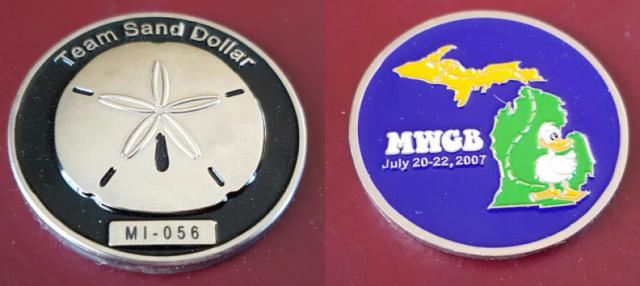 Team Sand Dollar
MI-056
MWGB
July 20-22, 2007